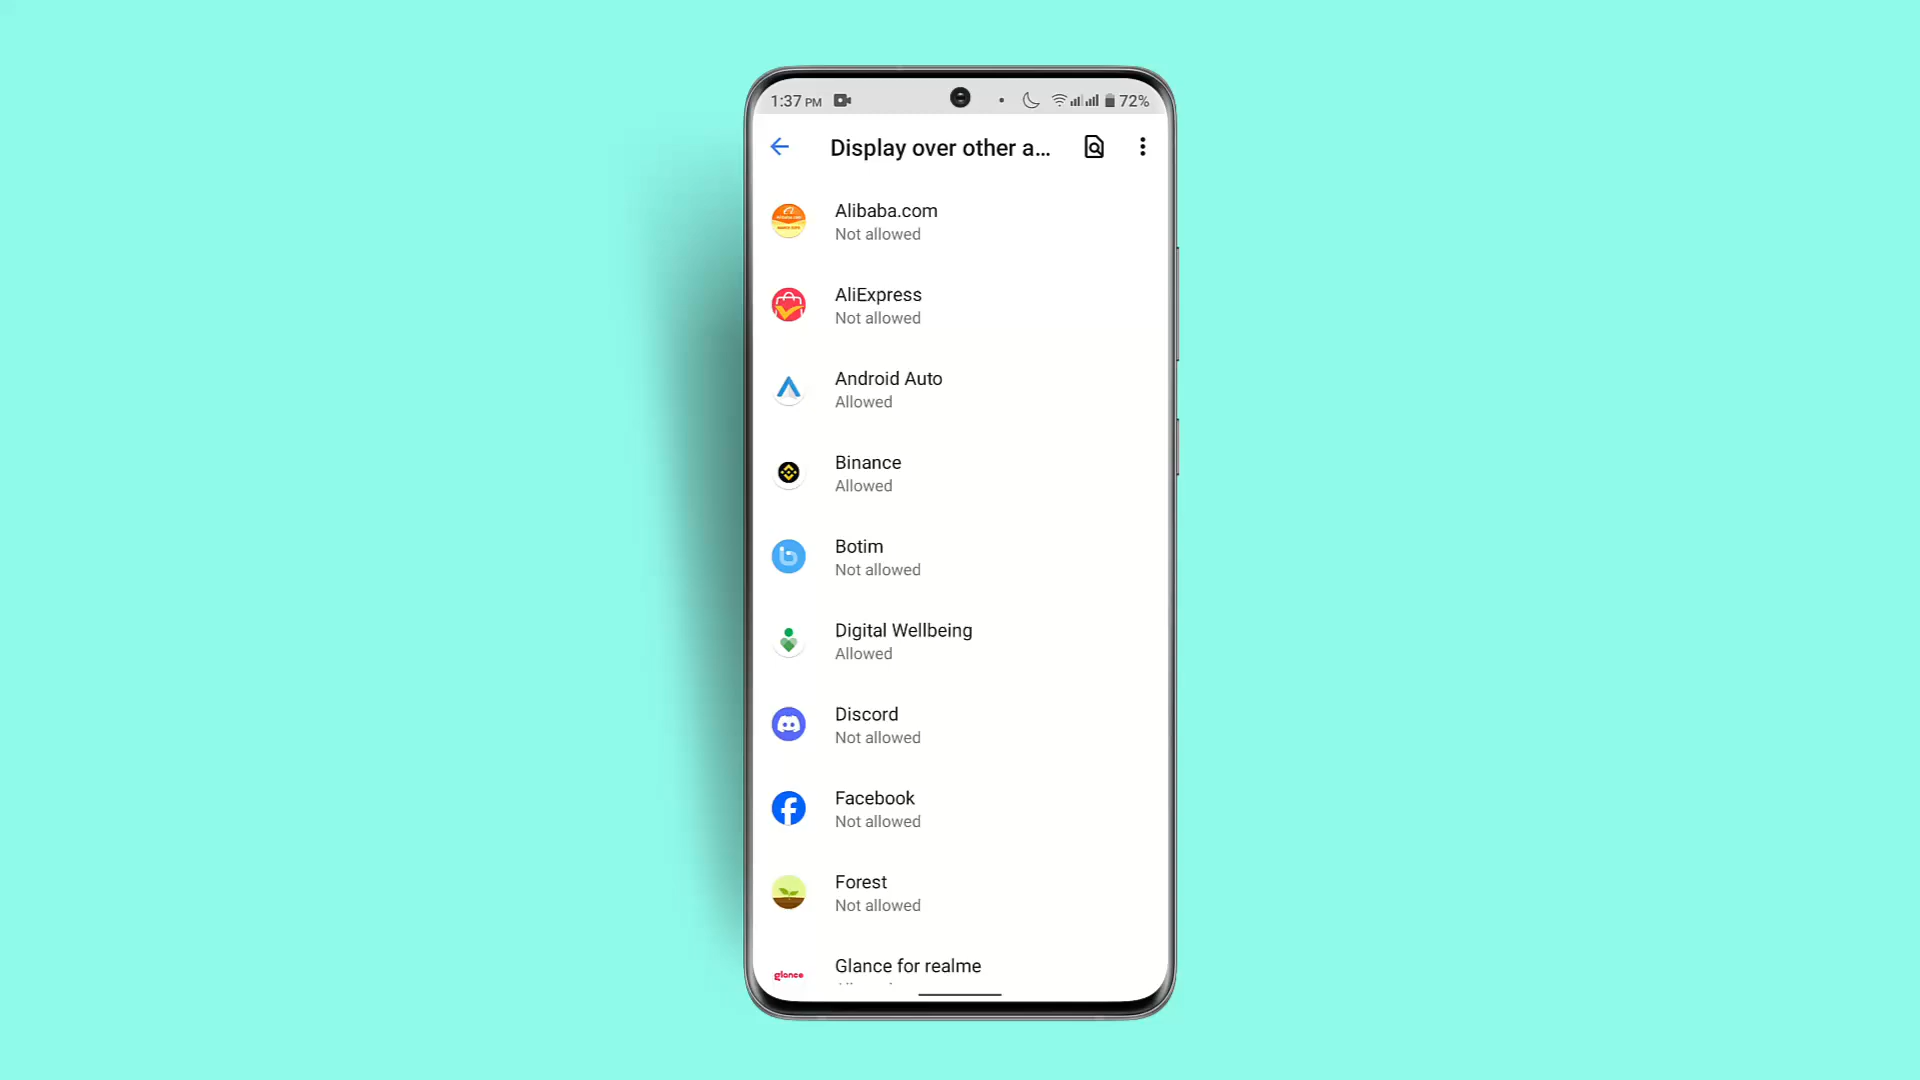 1:37 PM
72%
Display over other a...
Alibaba.com
Not allowed
AliExpress
Not allowed
Android Auto
Allowed
Binance
Allowed
Botim
Not allowed
Digital Wellbeing
Allowed
Discord
Not allowed
Facebook
Not allowed
Forest
Not allowed
glance
Glance for realme